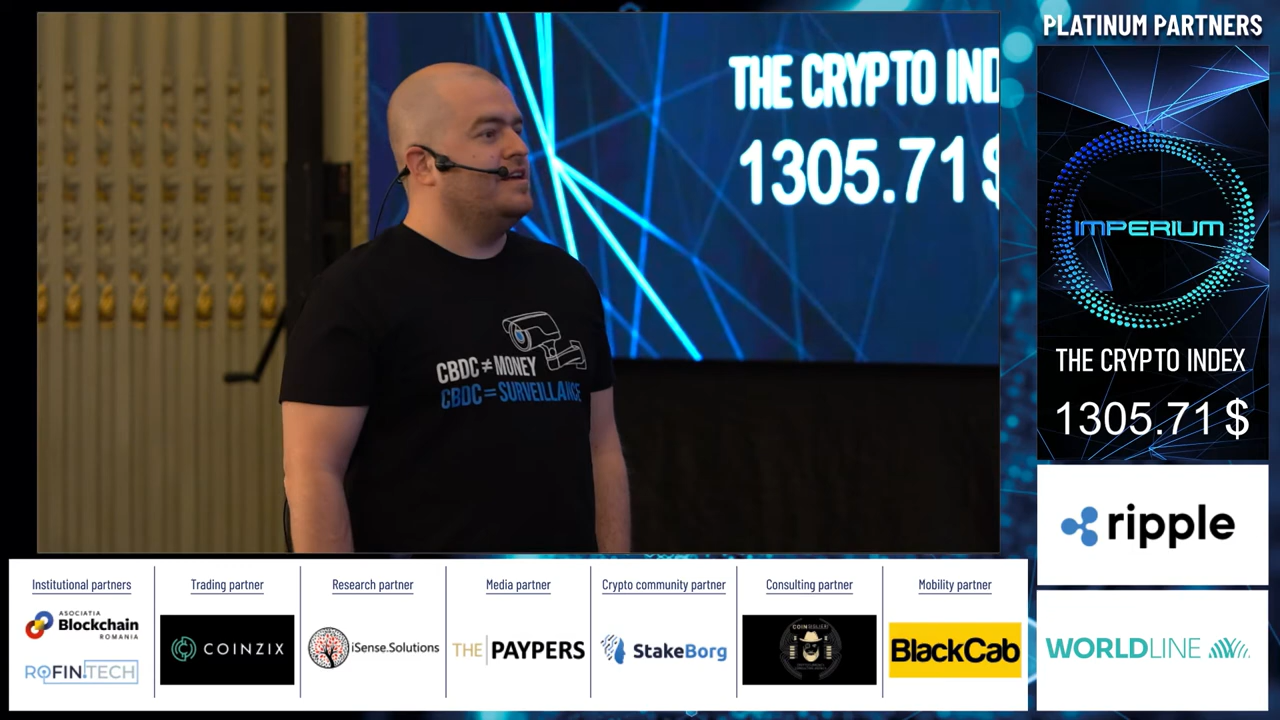 THE CRYPTO IND
1305.71 $
CBDC ≠ MONEY
CBDC = SURVEILLANCE
PLATINUM PARTNERS
IMPERIUM
THE CRYPTO INDEX
1305.71 $
ripple
WORLDLINE
Institutional partners
ASOCIATIA
Blockchain
ROMANIA
ROFIN.TECH
Trading partner
COINZIX
Research partner
iSense.Solutions
Media partner
THE PAYPERS
Crypto community partner
StakeBorg
Consulting partner
Mobility partner
BlackCab